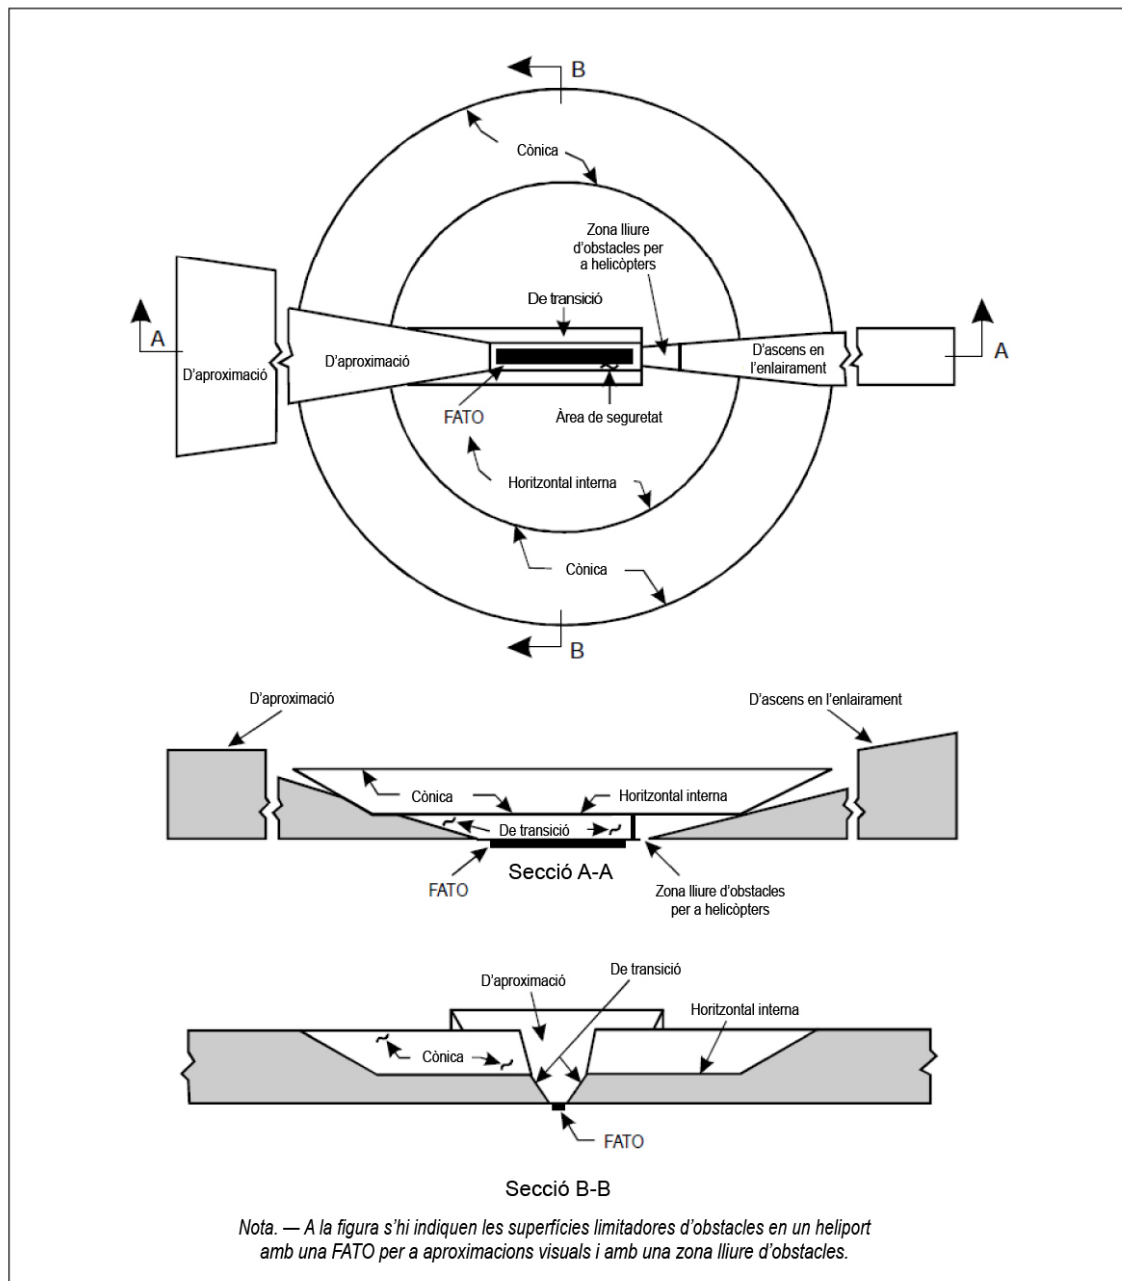 B
Cònica
Zona lliure
d'obstacles per
a helicòpters
De transició
A
D'aproximació
D'aproximació
D'ascens en
l'enlairament
A
FATO
Àrea de seguretat
Horitzontal interna
Cònica
B
D'aproximació
D'ascens en l'enlairament
Cònica
Horitzontal interna
De transició
FATO
Secció A-A
Zona lliure d'obstacles
per a helicòpters
D'aproximació
De transició
Horitzontal interna
Cònica
FATO
Secció B-B
Nota. — A la figura s'hi indiquen les superfícies limitadores d'obstacles en un heliport
amb una FATO per a aproximacions visuals i amb una zona lliure d'obstacles.